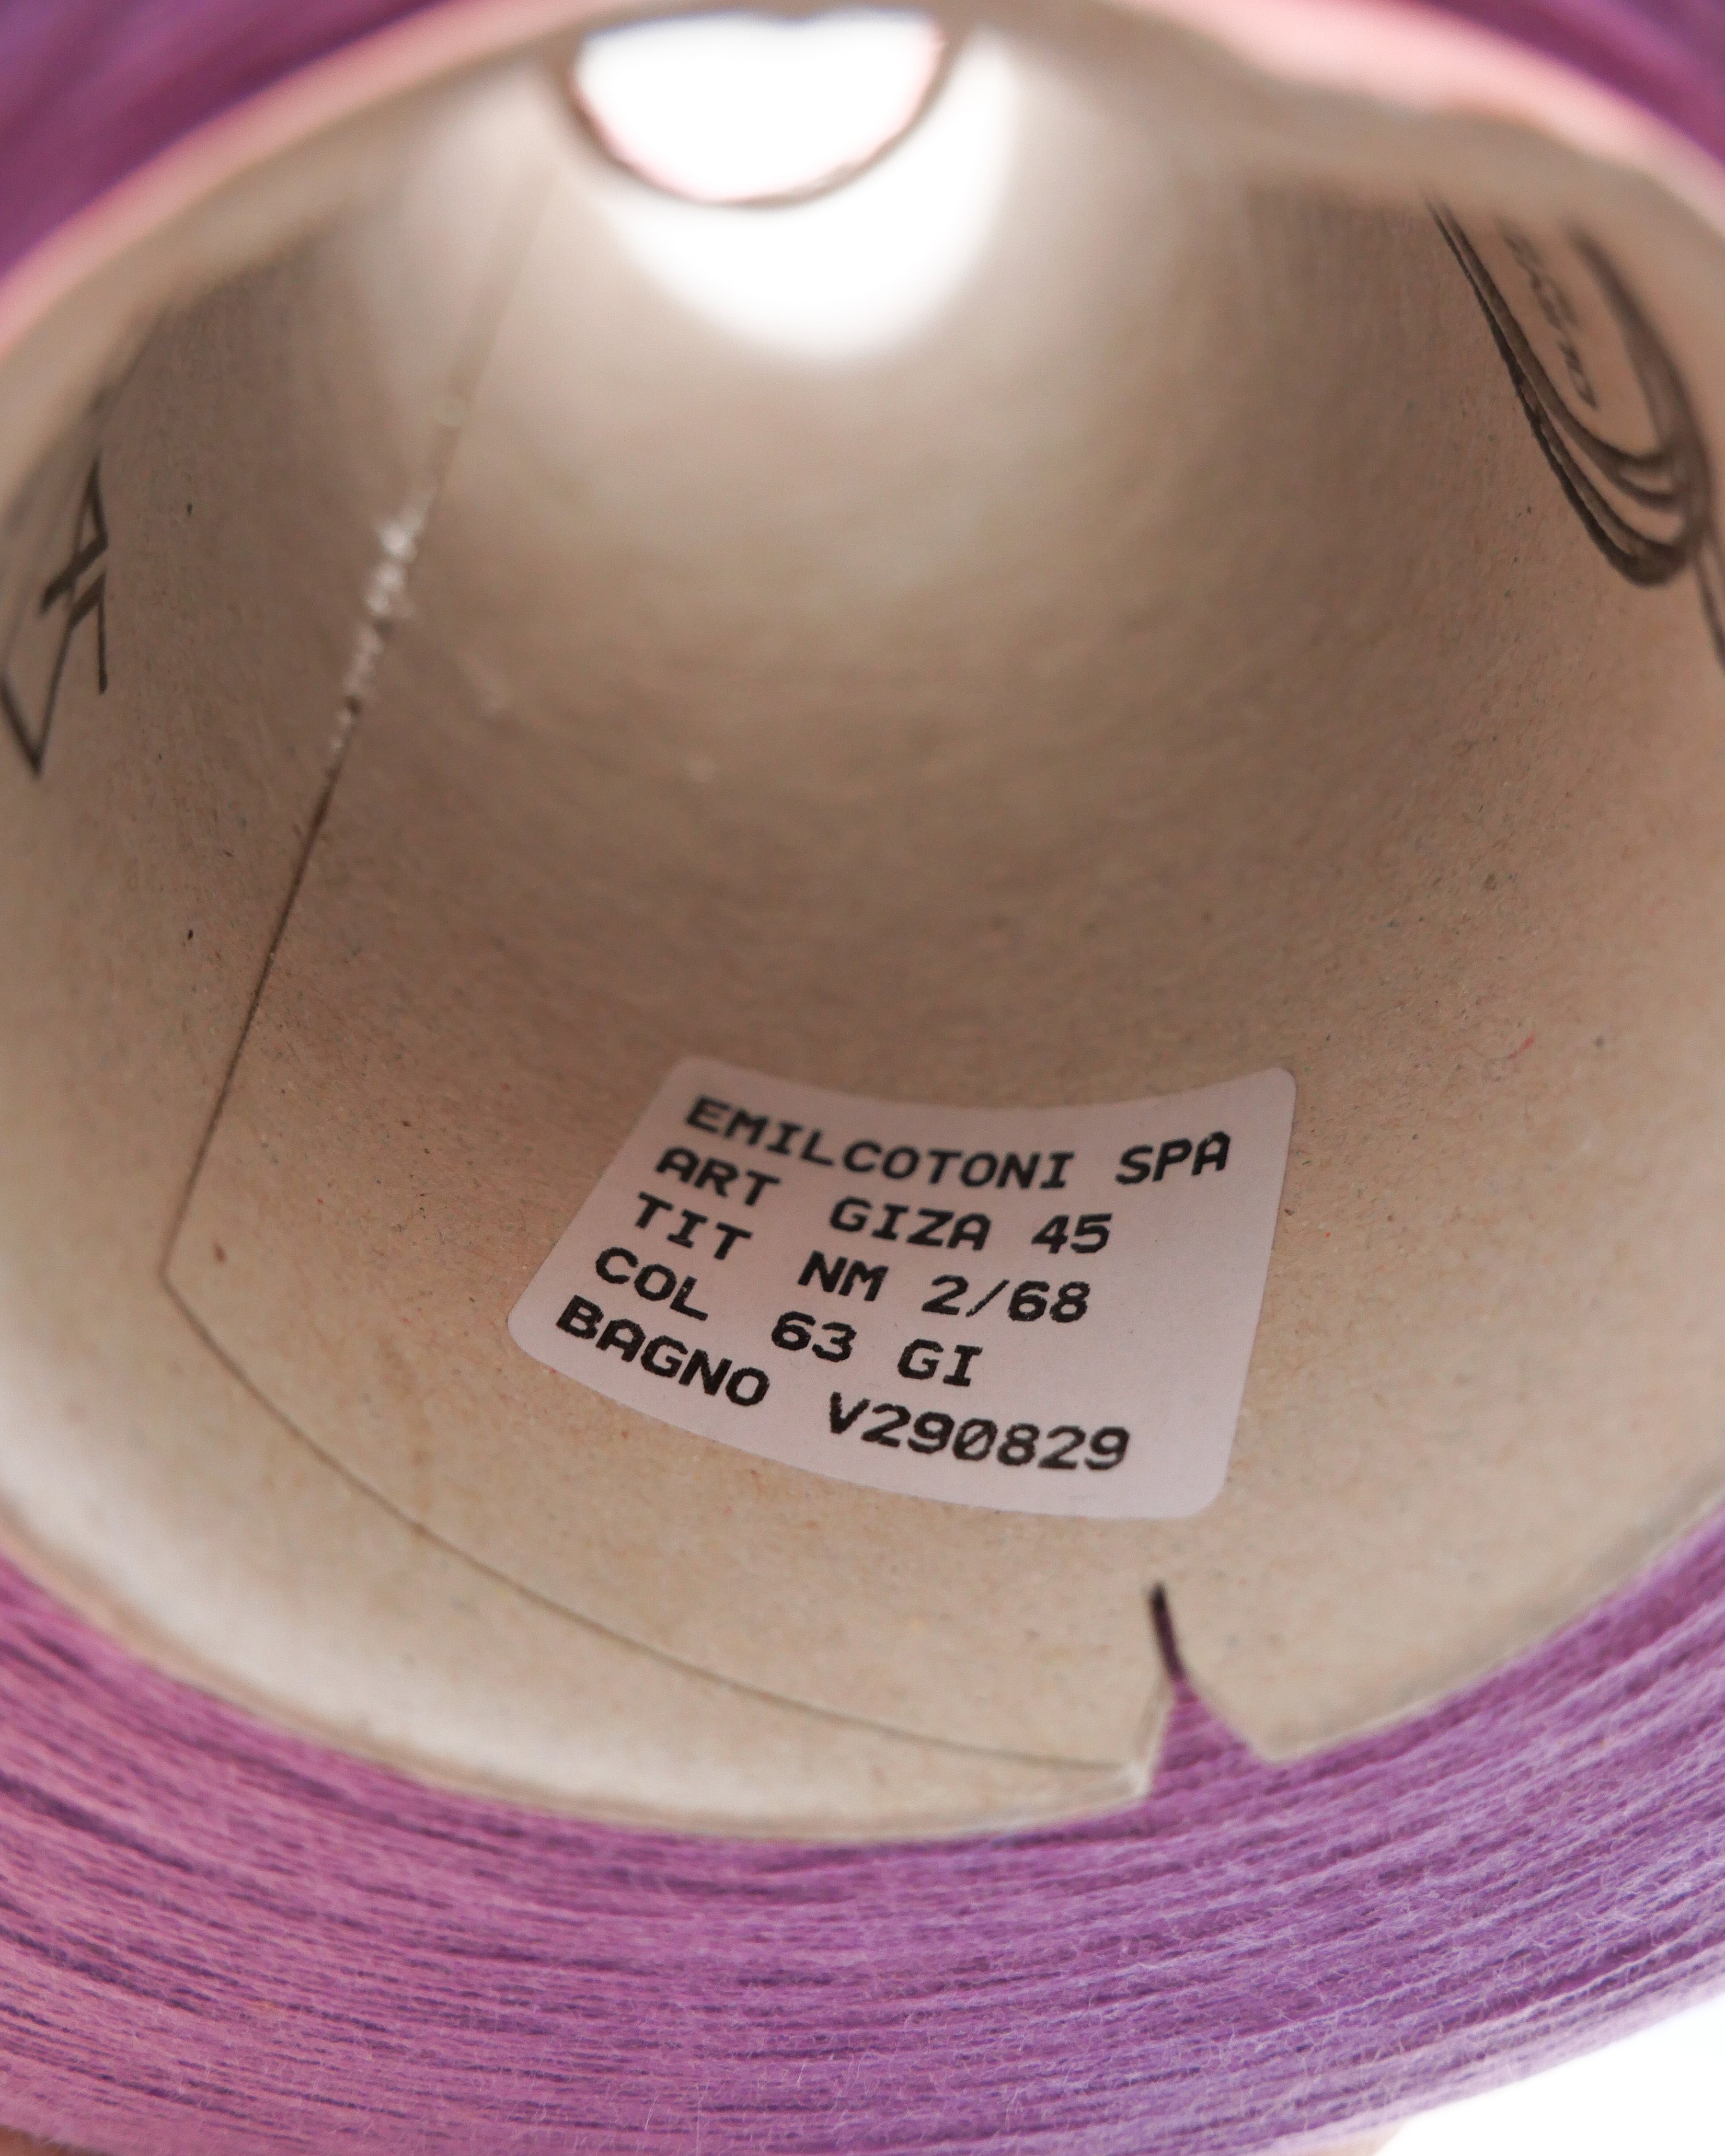 EMILCOTONI SPA
ART GIZA 45
TIT NM 2/68
COL 63 GI
BAGNO V290829